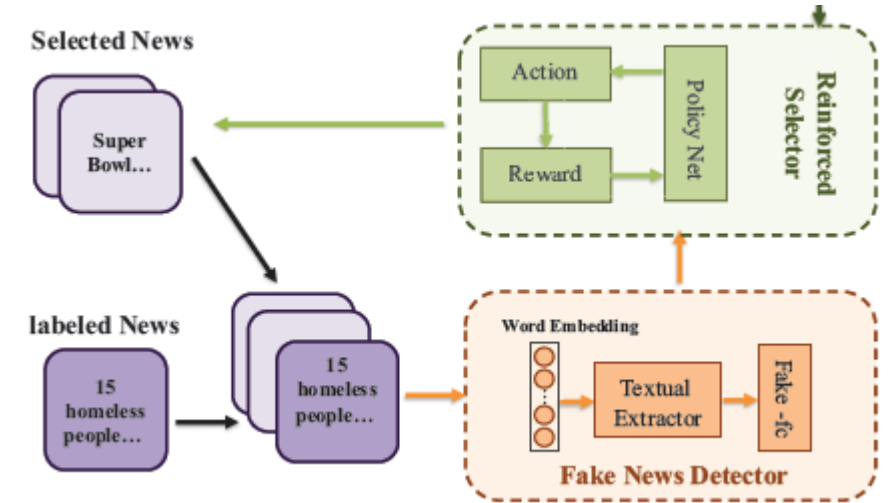 Selected News
Super
Bowl...
Action
Reward
Policy Net
Reinforced
Selector
labeled News
15
homeless
people...
15
homeless
people...
Word Embedding
...
Textual
Extractor
Fake -fc
Fake News Detector